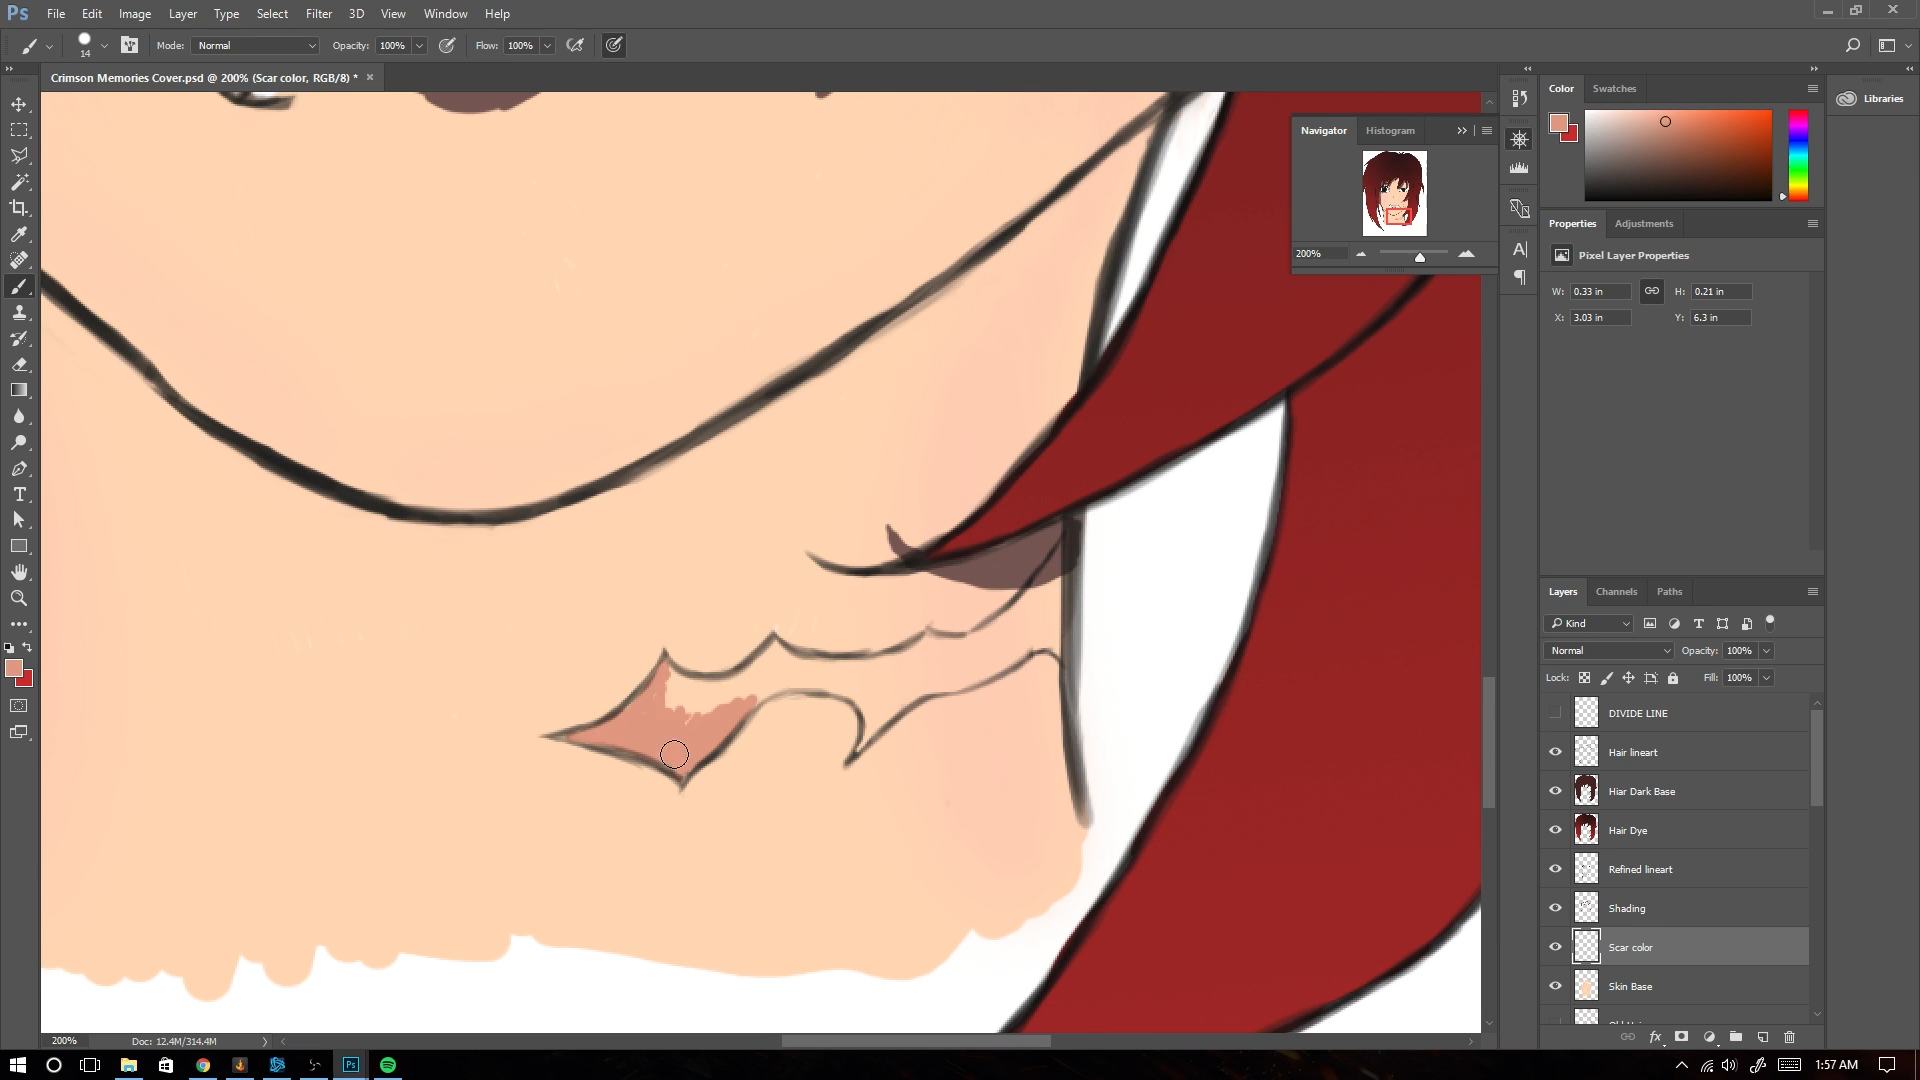 Ps File Edit Image Layer Type Select Filter 3D View Window Help
14 Mode: Normal Opacity: 100% Flow: 100%
Crimson Memories Cover.psd @ 200% (Scar color, RGB/8) * ×
Color Swatches
Libraries
Navigator Histogram
200%
Properties Adjustments
Pixel Layer Properties
W: 0.33 in H: 0.21 in
X: 3.03 in Y: 6.3 in
Layers Channels Paths
Kind
Normal Opacity: 100%
Lock: Fill: 100%
DIVIDE LINE
Hair lineart
Hiar Dark Base
Hair Dye
Refined lineart
Shading
Scar color
Skin Base
200% Doc: 12.4M/314.4M
Ps 1:57 AM